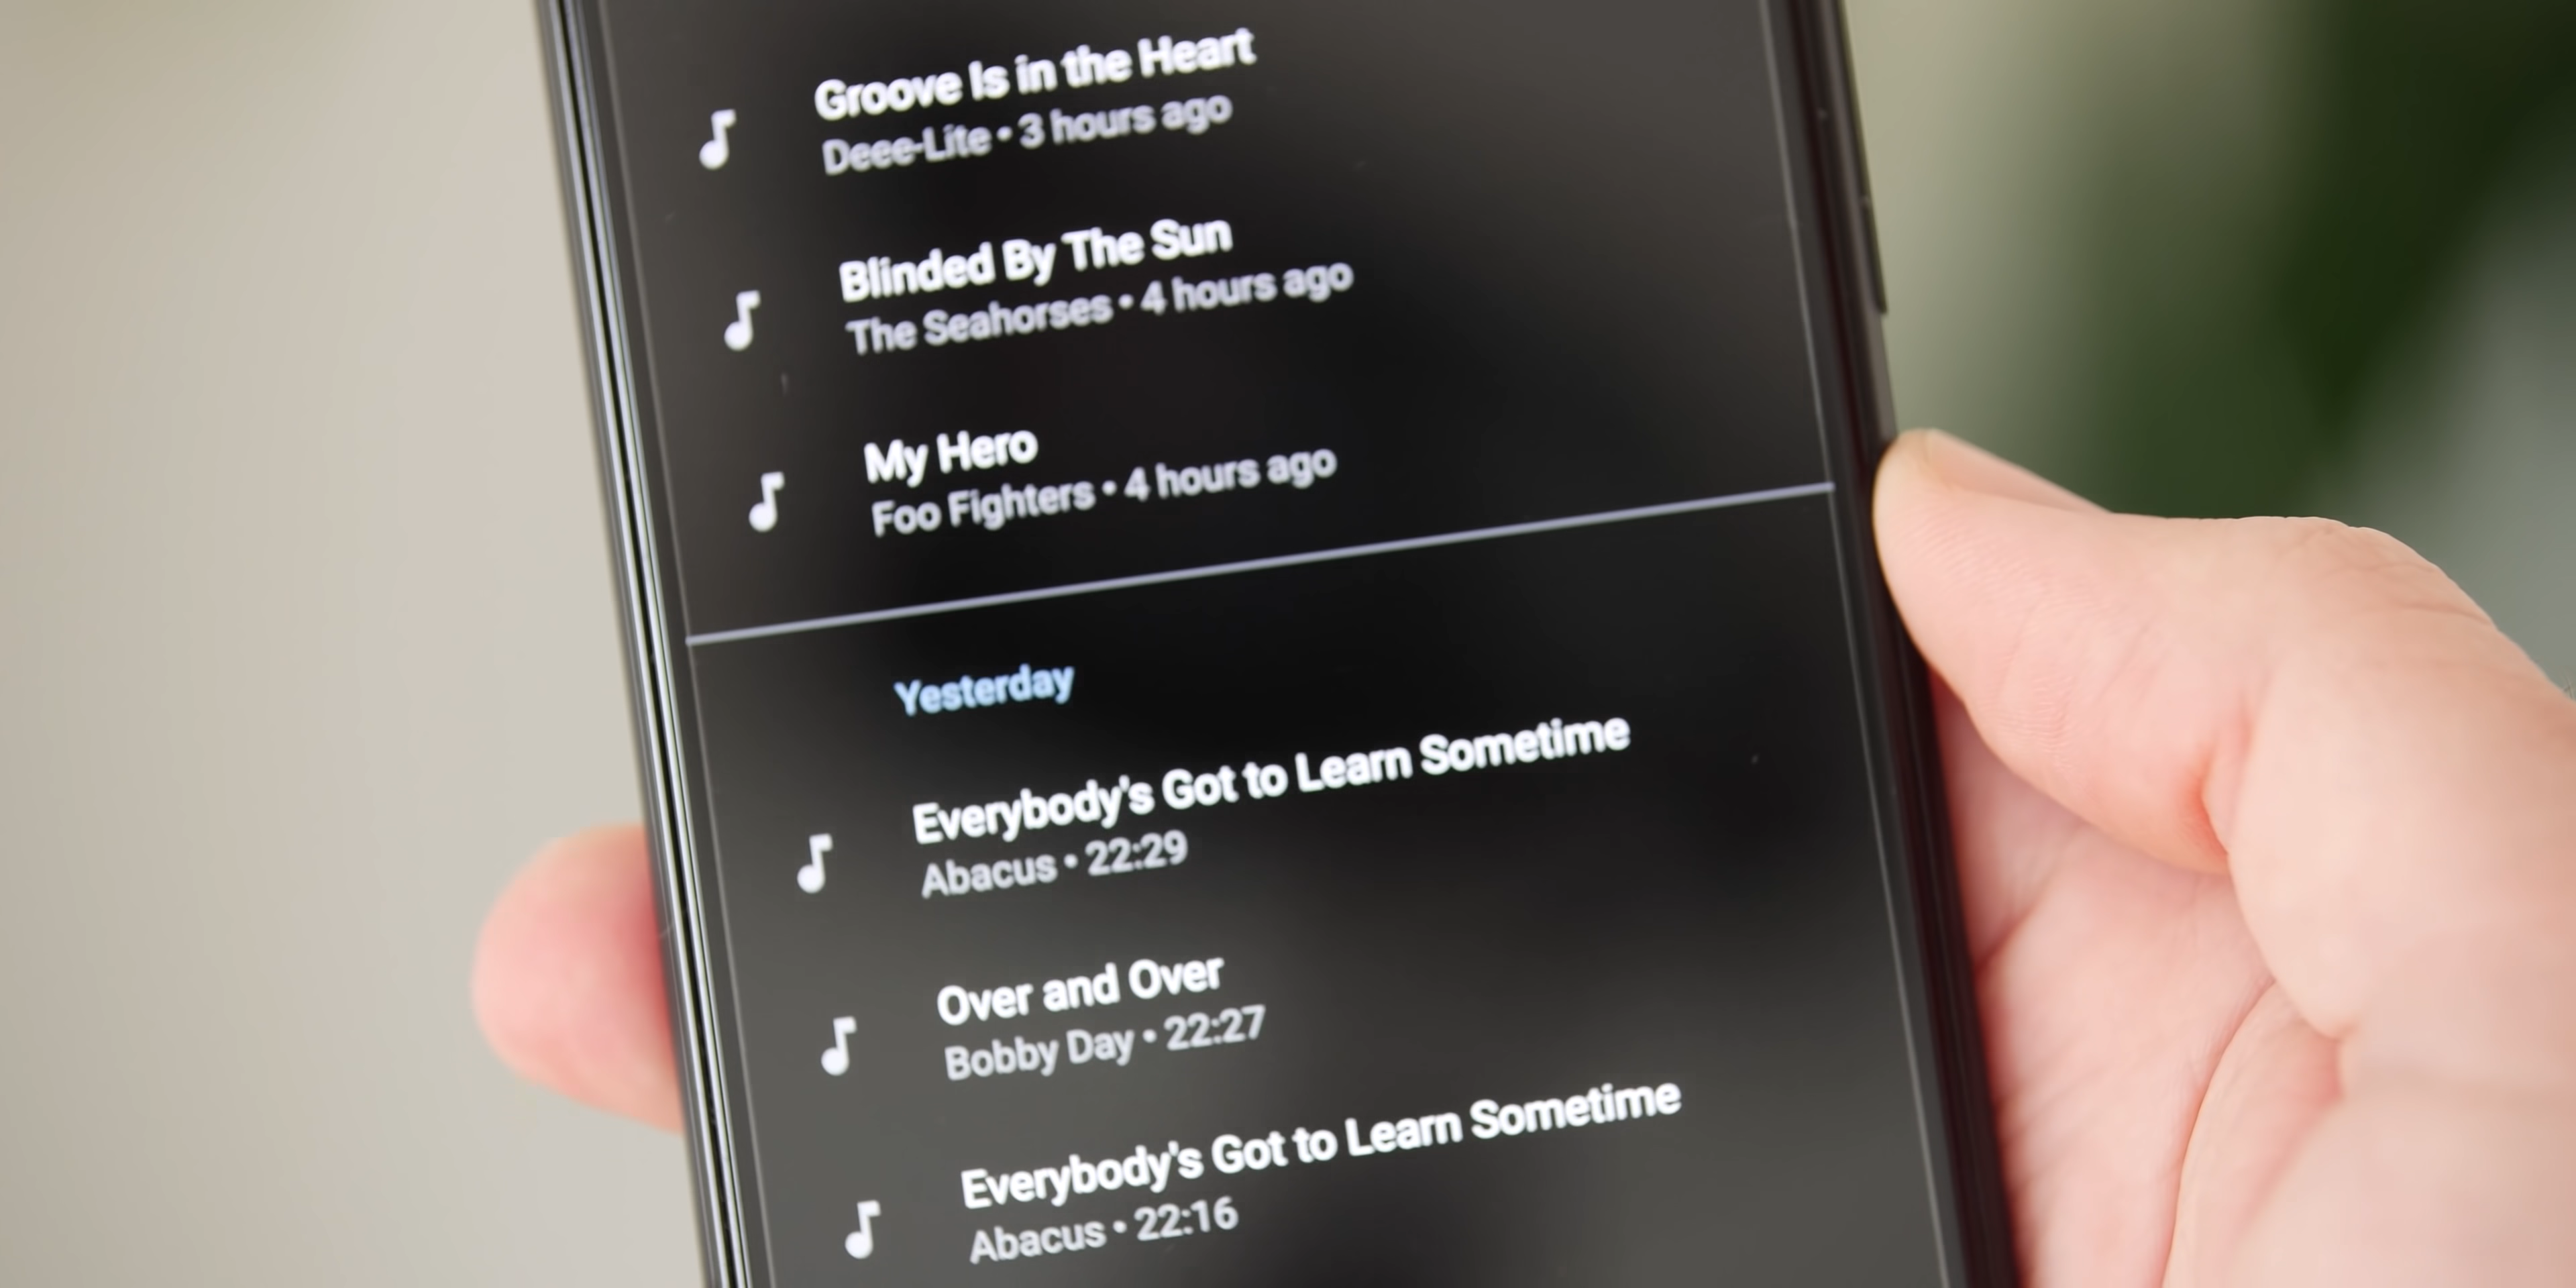 Groove Is in the Heart
Deee-Lite • 3 hours ago
Blinded By The Sun
The Seahorses • 4 hours ago
My Hero
Foo Fighters • 4 hours ago
Yesterday
Everybody's Got to Learn Sometime
Abacus • 22:29
Over and Over
Bobby Day • 22:27
Everybody's Got to Learn Sometime
Abacus • 22:16